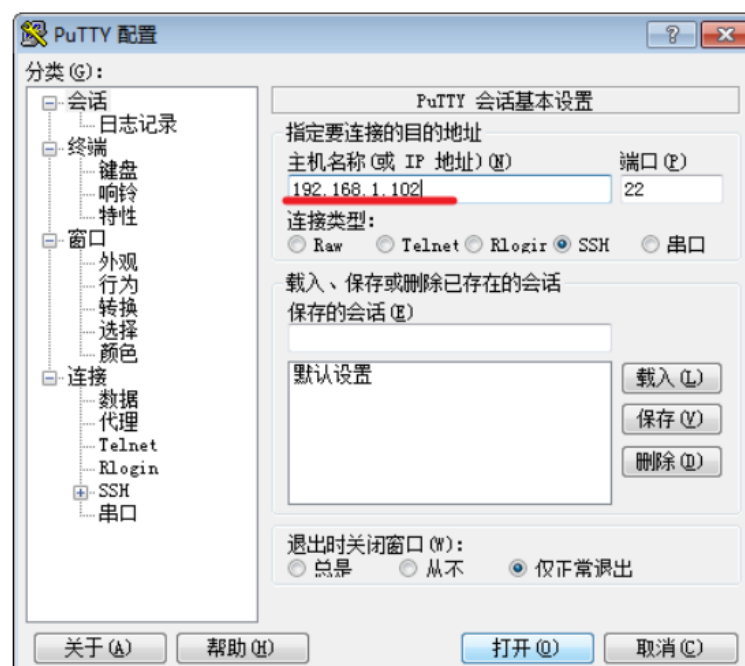 PuTTY 配置
分类(G):
会话
日志记录
终端
键盘
响铃
特性
窗口
外观
行为
转换
选择
颜色
连接
数据
代理
Telnet
Rlogin
SSH
串口
PuTTY 会话基本设置
指定要连接的目的地址
主机名称(或 IP 地址)(N) 端口(P)
192.168.1.102 22
连接类型:
Raw Telnet Rlogir SSH 串口
载入、保存或删除已存在的会话
保存的会话(E)
默认设置
载入(L)
保存(V)
删除(D)
退出时关闭窗口(W):
总是 从不 仅正常退出
关于(A) 帮助(H) 打开(O) 取消(C)